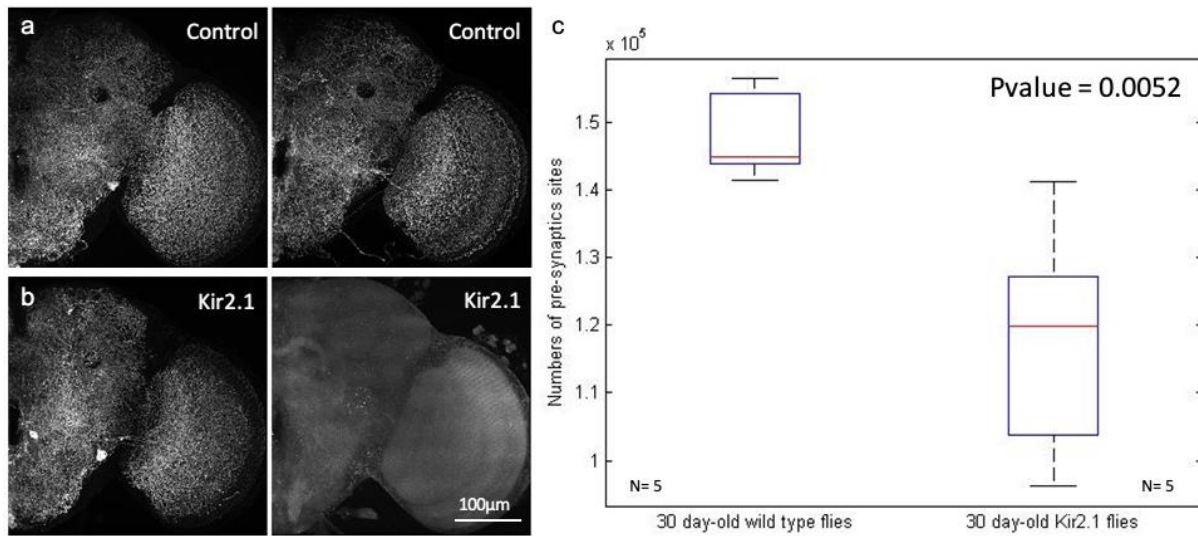 a
Control
Control
b
Kir2.1
Kir2.1
100μm
c
x 10⁵
Pvalue = 0.0052
Numbers of pre-synaptics sites
1.5
1.4
1.3
1.2
1.1
1
N= 5
N= 5
30 day-old wild type flies
30 day-old Kir2.1 flies